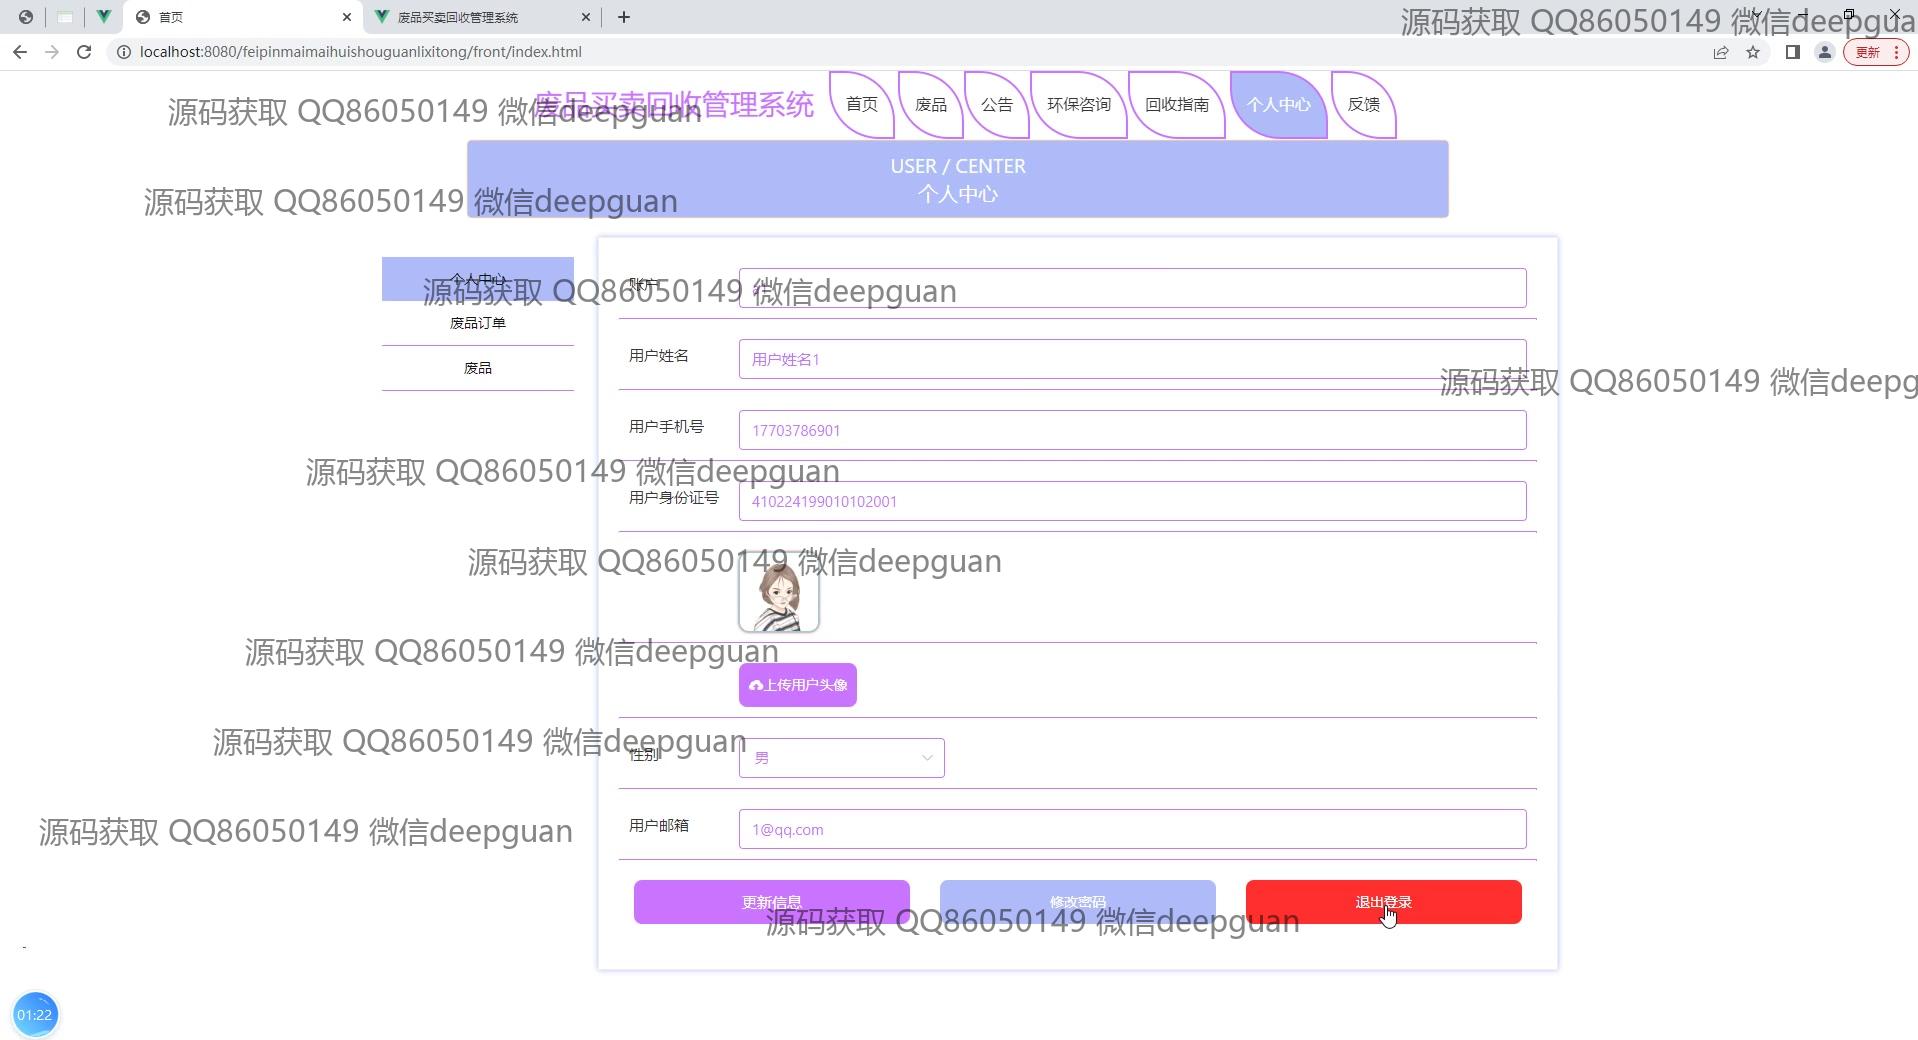 首页
废品买卖回收管理系统
源码获取 QQ86050149 微信deepgua
localhost:8080/feipinmaimaihuishouguanlixitong/front/index.html
更新
源码获取 QQ86050149 微信deepguan
废品买卖回收管理系统
首页 废品 公告 环保咨询 回收指南 个人中心 反馈
USER / CENTER
个人中心
源码获取 QQ86050149 微信deepguan
个人中心
废品订单
废品
账户
源码获取 QQ86050149 微信deepguan
用户姓名 用户姓名1
源码获取 QQ86050149 微信deepg
用户手机号 17703786901
源码获取 QQ86050149 微信deepguan
用户身份证号 410224199010102001
源码获取 QQ86050149 微信deepguan
源码获取 QQ86050149 微信deepguan
上传用户头像
源码获取 QQ86050149 微信deepguan
性别 男
用户邮箱 1@qq.com
源码获取 QQ86050149 微信deepguan
更新信息 修改密码 退出登录
源码获取 QQ86050149 微信deepguan
01:22